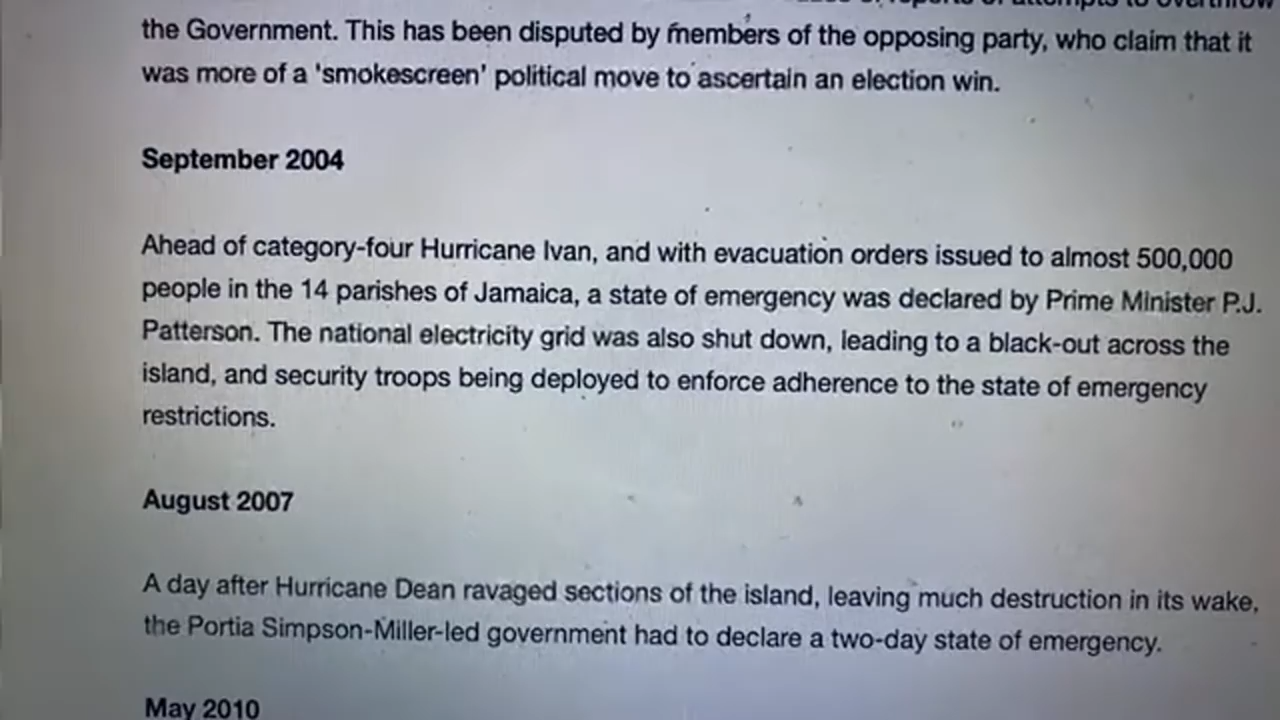 the Government. This has been disputed by members of the opposing party, who claim that it
was more of a 'smokescreen' political move to ascertain an election win.
September 2004
Ahead of category-four Hurricane Ivan, and with evacuation orders issued to almost 500,000
people in the 14 parishes of Jamaica, a state of emergency was declared by Prime Minister P.J.
Patterson. The national electricity grid was also shut down, leading to a black-out across the
island, and security troops being deployed to enforce adherence to the state of emergency
restrictions.
August 2007
A day after Hurricane Dean ravaged sections of the island, leaving much destruction in its wake,
the Portia Simpson-Miller-led government had to declare a two-day state of emergency.
May 2010